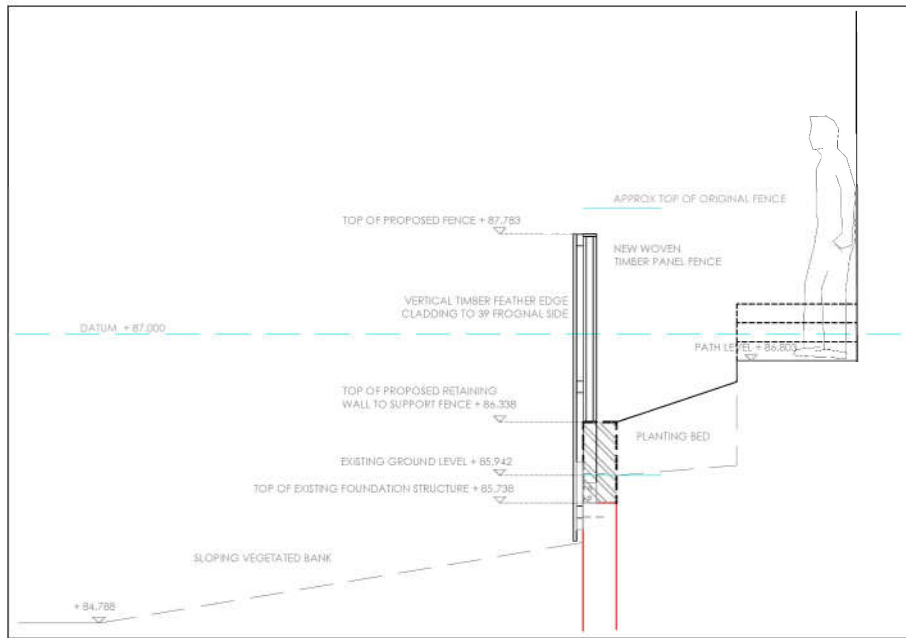 APPROX TOP OF ORIGINAL FENCE
TOP OF PROPOSED FENCE + 87.783
NEW WOVEN
TIMBER PANEL FENCE
VERTICAL TIMBER FEATHER EDGE
CLADDING TO 39 FROGNAL SIDE
DATUM + 87.000
PATH LEVEL + 86.803
TOP OF PROPOSED RETAINING
WALL TO SUPPORT FENCE + 86.338
PLANTING BED
EXISTING GROUND LEVEL + 85.942
TOP OF EXISTING FOUNDATION STRUCTURE + 85.738
SLOPING VEGETATED BANK
+ 84.788